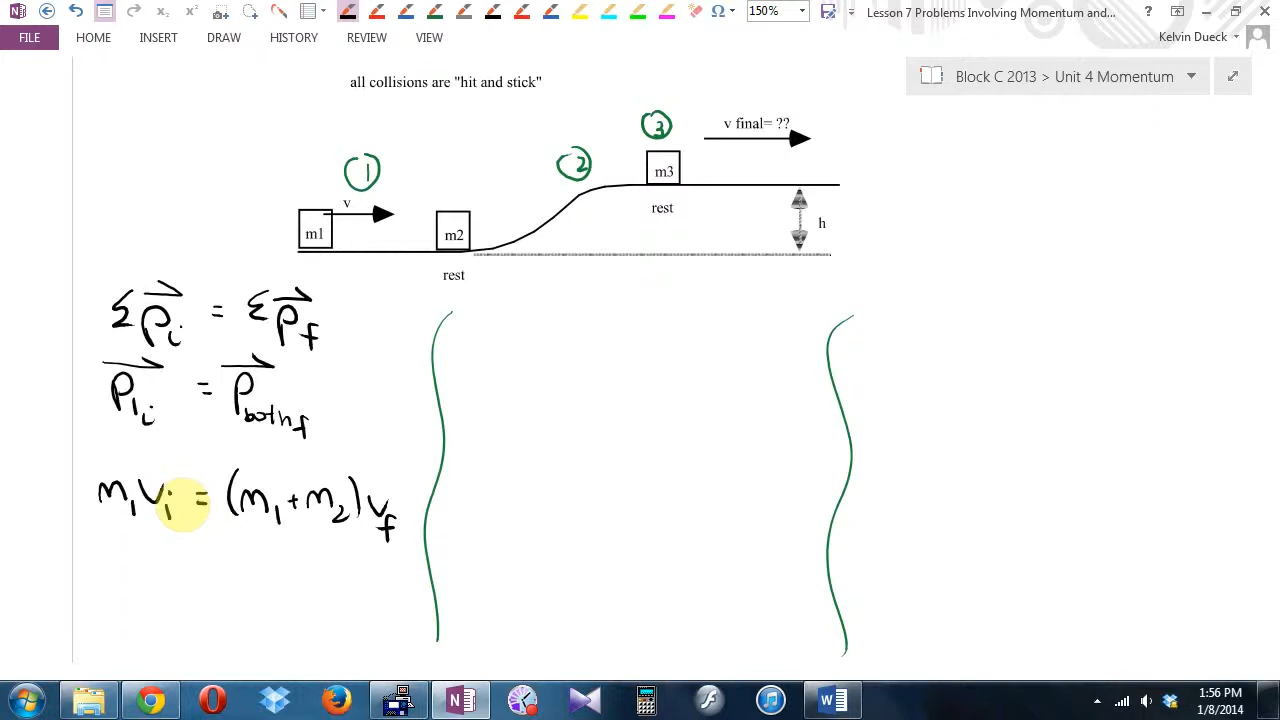 150%
Lesson 7 Problems Involving Momentum and...
FILE HOME INSERT DRAW HISTORY REVIEW VIEW
Kelvin Dueck
Block C 2013 > Unit 4 Momentum
all collisions are "hit and stick"
① ② ③
v final= ??
v
m1 m2 m3
rest
h
rest
Σp⃗i = Σp⃗f
p⃗1i = p⃗both f
m1vi = (m1+m2)vf
1:56 PM
1/8/2014